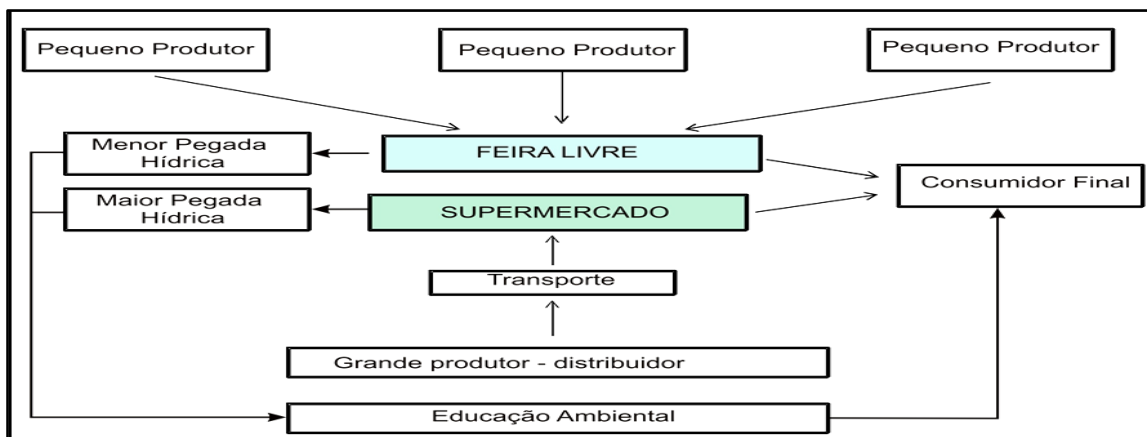 Pequeno Produtor
Pequeno Produtor
Pequeno Produtor
Menor Pegada
Hídrica
FEIRA LIVRE
Consumidor Final
Maior Pegada
Hídrica
SUPERMERCADO
Transporte
Grande produtor - distribuidor
Educação Ambiental